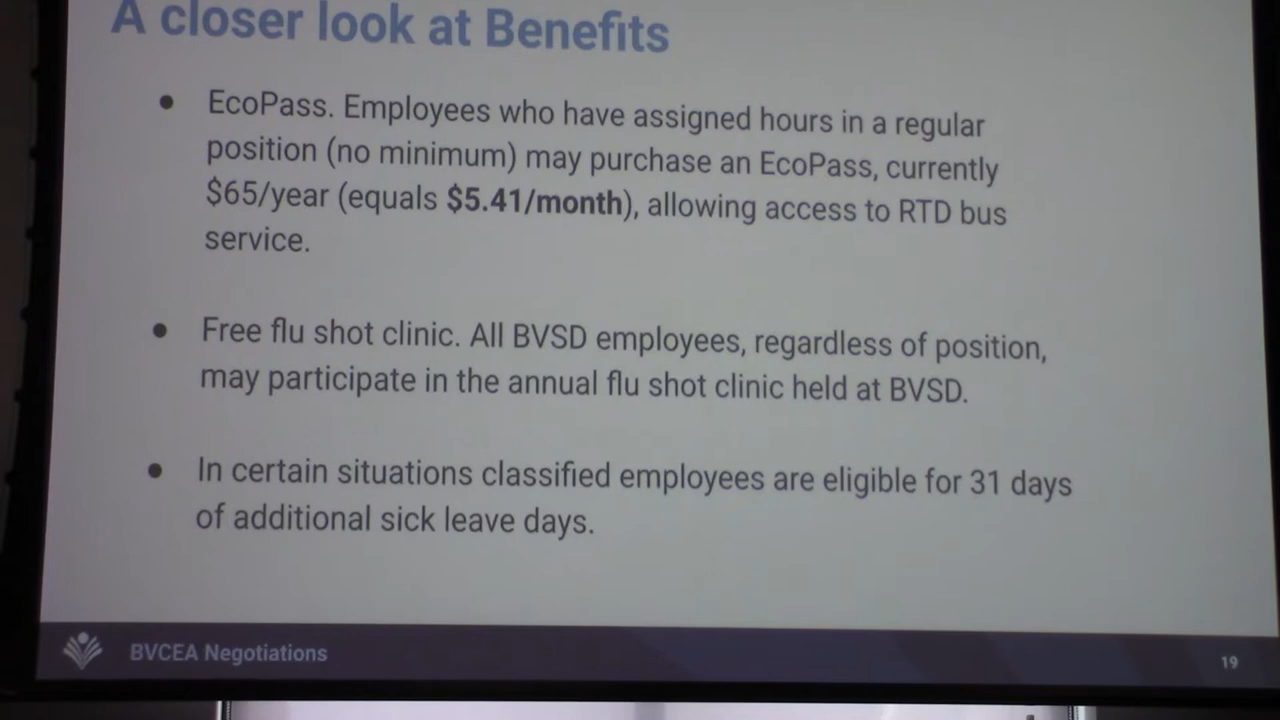 A closer look at Benefits
● EcoPass. Employees who have assigned hours in a regular
position (no minimum) may purchase an EcoPass, currently
$65/year (equals $5.41/month), allowing access to RTD bus
service.
● Free flu shot clinic. All BVSD employees, regardless of position,
may participate in the annual flu shot clinic held at BVSD.
● In certain situations classified employees are eligible for 31 days
of additional sick leave days.
BVCEA Negotiations
19